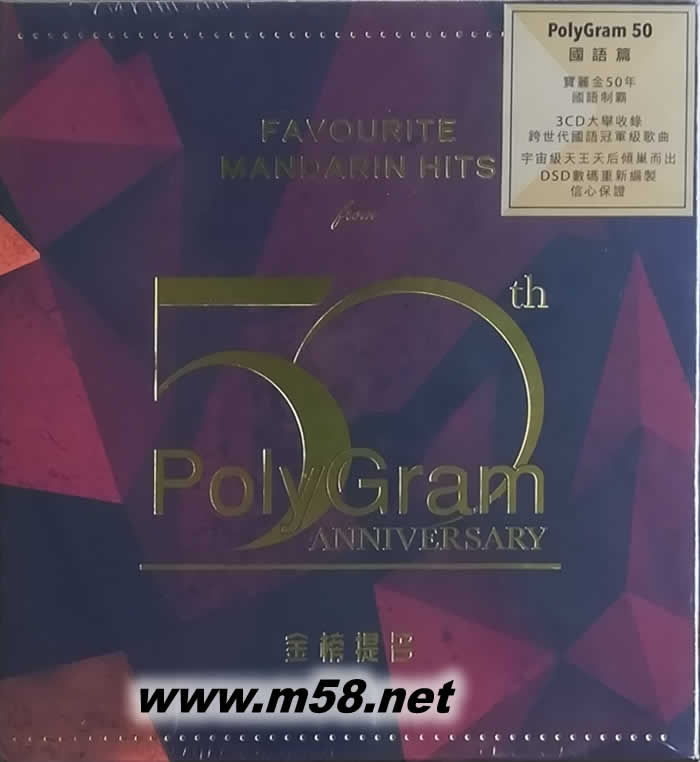 PolyGram 50
國語篇
寶麗金50年
國語制霸
3CD大舉收錄
跨世代國語冠軍級歌曲
宇宙級天王天后傾巢而出
DSD數碼重新編製
信心保證
FAVOURITE
MANDARIN HITS
from
50th
PolyGram
ANNIVERSARY
金榜提名
www.m58.net